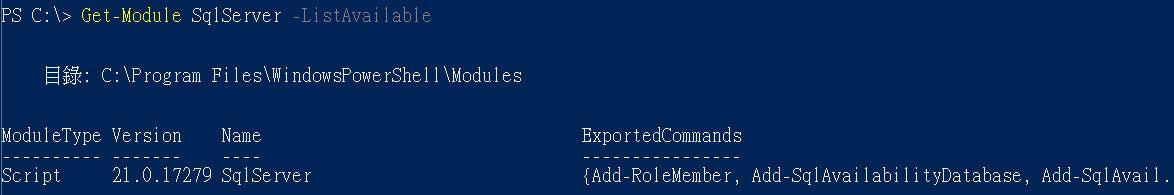 PS C:\> Get-Module SqlServer -ListAvailable
目錄: C:\Program Files\WindowsPowerShell\Modules
ModuleType Version Name ExportedCommands
---------- ------- ---- ----------------
Script 21.0.17279 SqlServer {Add-RoleMember, Add-SqlAvailabilityDatabase, Add-SqlAvail.